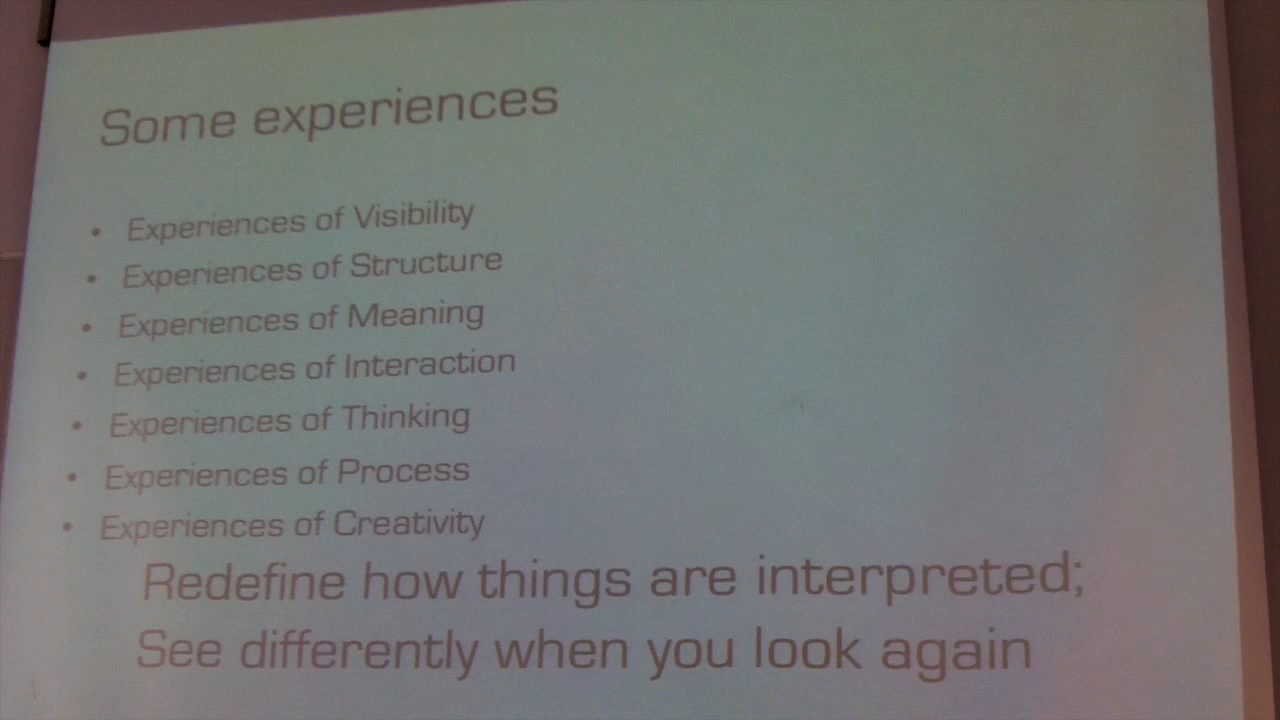 Some experiences
• Experiences of Visibility
• Experiences of Structure
• Experiences of Meaning
• Experiences of Interaction
• Experiences of Thinking
• Experiences of Process
• Experiences of Creativity
Redefine how things are interpreted;
See differently when you look again